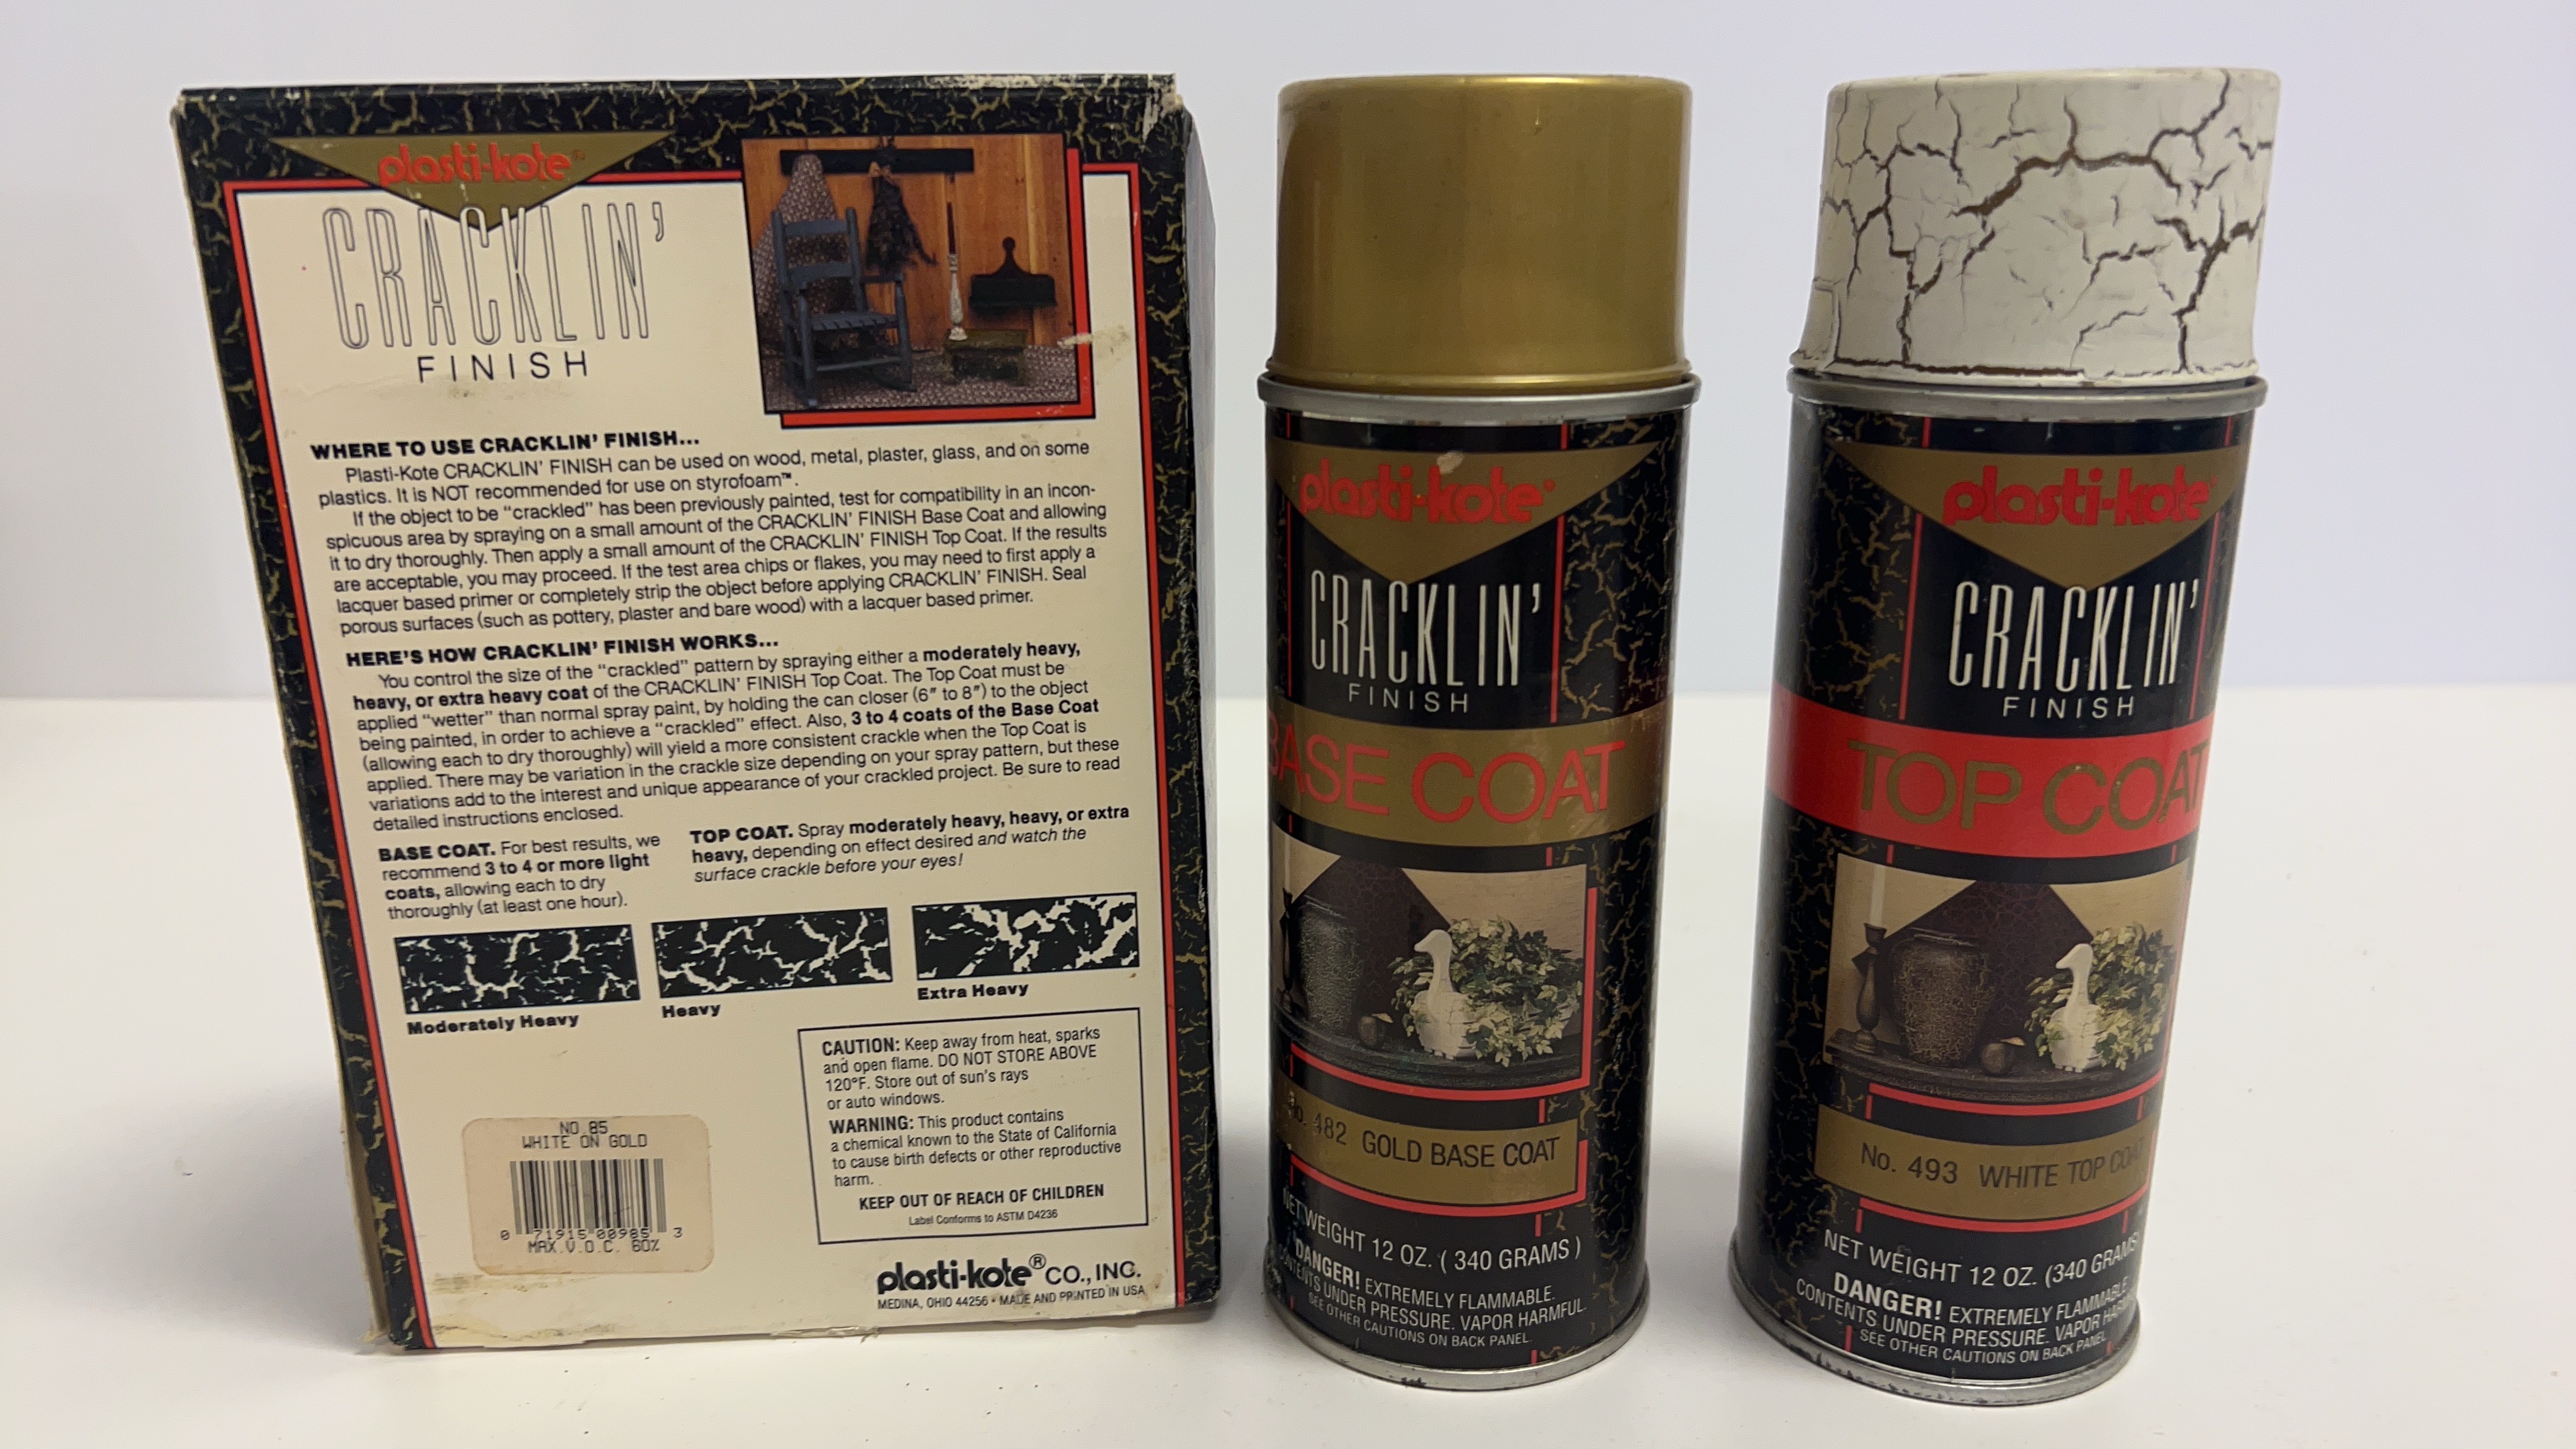 plasti-kote®
CRACKLIN'
FINISH
WHERE TO USE CRACKLIN' FINISH...
Plasti-Kote CRACKLIN' FINISH can be used on wood, metal, plaster, glass, and on some
plastics. It is NOT recommended for use on styrofoam™.
If the object to be "crackled" has been previously painted, test for compatibility in an incon-
spicuous area by spraying on a small amount of the CRACKLIN' FINISH Base Coat and allowing
it to dry thoroughly. Then apply a small amount of the CRACKLIN' FINISH Top Coat. If the results
are acceptable, you may proceed. If the test area chips or flakes, you may need to first apply a
lacquer based primer or completely strip the object before applying CRACKLIN' FINISH. Seal
porous surfaces (such as pottery, plaster and bare wood) with a lacquer based primer.
HERE'S HOW CRACKLIN' FINISH WORKS...
You control the size of the "crackled" pattern by spraying either a moderately heavy,
heavy, or extra heavy coat of the CRACKLIN' FINISH Top Coat. The Top Coat must be
applied "wetter" than normal spray paint, by holding the can closer (6" to 8") to the object
being painted, in order to achieve a "crackled" effect. Also, 3 to 4 coats of the Base Coat
(allowing each to dry thoroughly) will yield a more consistent crackle when the Top Coat is
applied. There may be variation in the crackle size depending on your spray pattern, but these
variations add to the interest and unique appearance of your crackled project. Be sure to read
detailed instructions enclosed.
BASE COAT. For best results, we
recommend 3 to 4 or more light
coats, allowing each to dry
thoroughly (at least one hour).
TOP COAT. Spray moderately heavy, heavy, or extra
heavy, depending on effect desired and watch the
surface crackle before your eyes!
Moderately Heavy
Heavy
Extra Heavy
CAUTION: Keep away from heat, sparks
and open flame. DO NOT STORE ABOVE
120°F. Store out of sun's rays
or auto windows.
WARNING: This product contains
a chemical known to the State of California
to cause birth defects or other reproductive
harm.
KEEP OUT OF REACH OF CHILDREN
Label Conforms to ASTM D4236
NO.85
WHITE ON GOLD
0 71915 00985 3
MAX.V.O.C. 60%
plasti-kote® CO., INC.
MEDINA, OHIO 44256 • MADE AND PRINTED IN USA
plasti-kote
CRACKLIN'
FINISH
BASE COAT
No. 482 GOLD BASE COAT
NET WEIGHT 12 OZ. ( 340 GRAMS )
DANGER! EXTREMELY FLAMMABLE.
CONTENTS UNDER PRESSURE. VAPOR HARMFUL.
SEE OTHER CAUTIONS ON BACK PANEL.
plasti-kote
CRACKLIN'
FINISH
TOP COAT
No. 493 WHITE TOP COAT
NET WEIGHT 12 OZ. (340 GRAMS
DANGER! EXTREMELY FLAMMABLE
CONTENTS UNDER PRESSURE. VAPOR
SEE OTHER CAUTIONS ON BACK PANEL